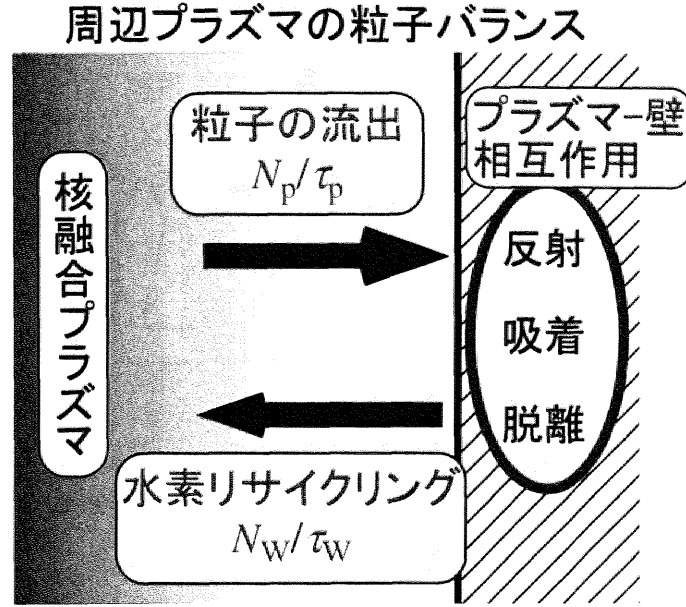 周辺プラズマの粒子バランス
粒子の流出
Np/τp
プラズマ-壁
相互作用
核融合プラズマ
反射
吸着
脱離
水素リサイクリング
NW/τW